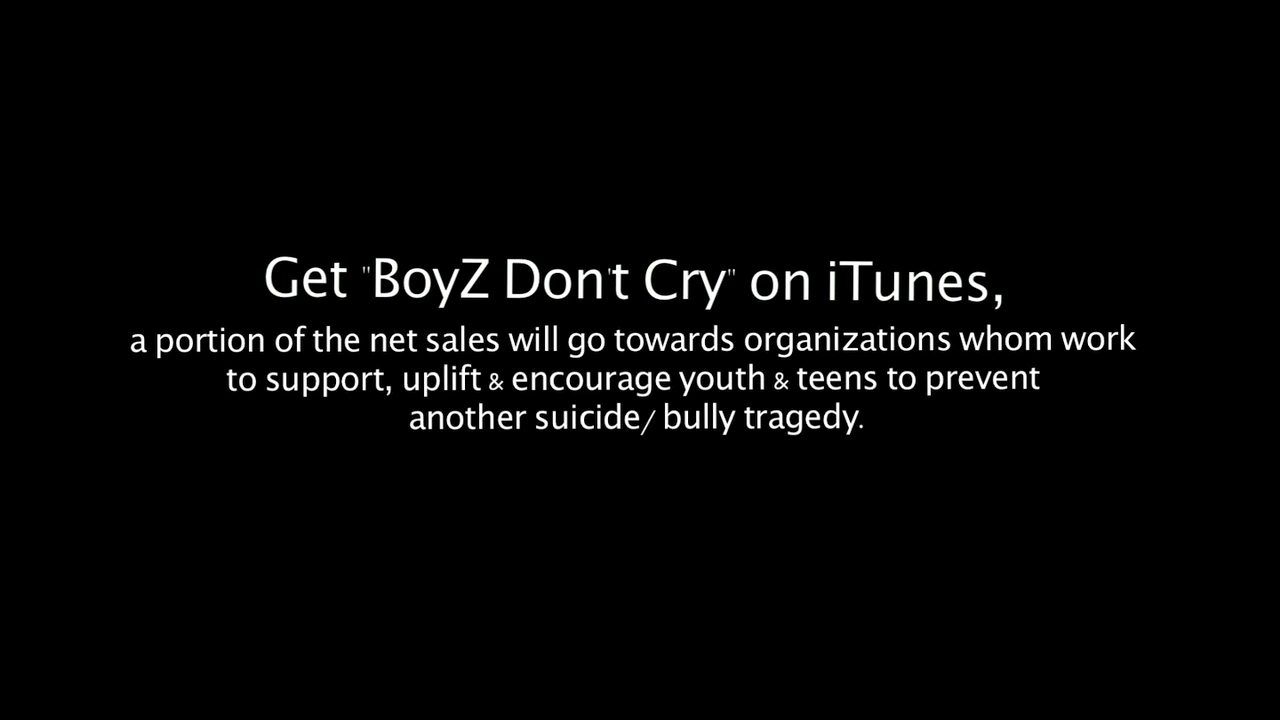 Get "BoyZ Don't Cry" on iTunes,
a portion of the net sales will go towards organizations whom work
to support, uplift & encourage youth & teens to prevent
another suicide/ bully tragedy.